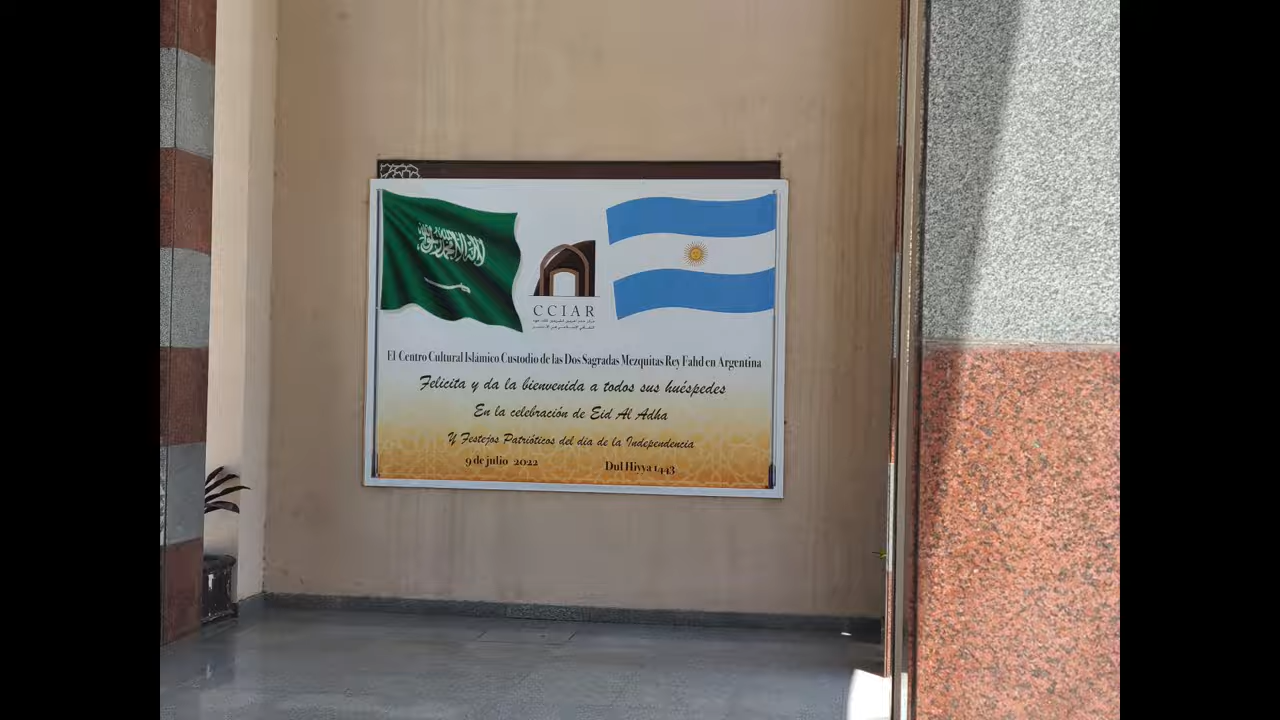 CCIAR
El Centro Cultural Islámico Custodio de las Dos Sagradas Mezquitas Rey Fahd en Argentina
Felicita y da la bienvenida a todos sus huéspedes
En la celebración de Eid Al Adha
Y Festejos Patrióticos del dia de la Independencia
9 de julio 2022 Dul Hiyya 1443